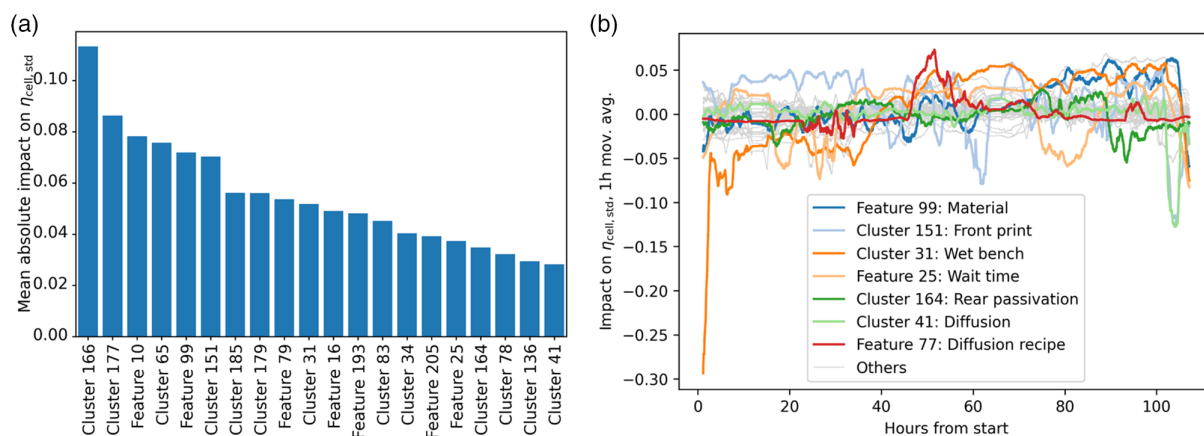 (a)
Mean absolute impact on η_cell, std
0.10
0.08
0.06
0.04
0.02
0.00
Cluster 166
Cluster 177
Feature 10
Cluster 65
Feature 99
Cluster 151
Cluster 185
Cluster 179
Feature 79
Cluster 31
Feature 16
Feature 193
Cluster 83
Cluster 34
Feature 205
Feature 25
Cluster 164
Cluster 78
Cluster 136
Cluster 41
(b)
Impact on η_cell, std, 1h mov. avg.
0.05
0.00
−0.05
−0.10
−0.15
−0.20
−0.25
−0.30
Feature 99: Material
Cluster 151: Front print
Cluster 31: Wet bench
Feature 25: Wait time
Cluster 164: Rear passivation
Cluster 41: Diffusion
Feature 77: Diffusion recipe
Others
0
20
40
60
80
100
Hours from start